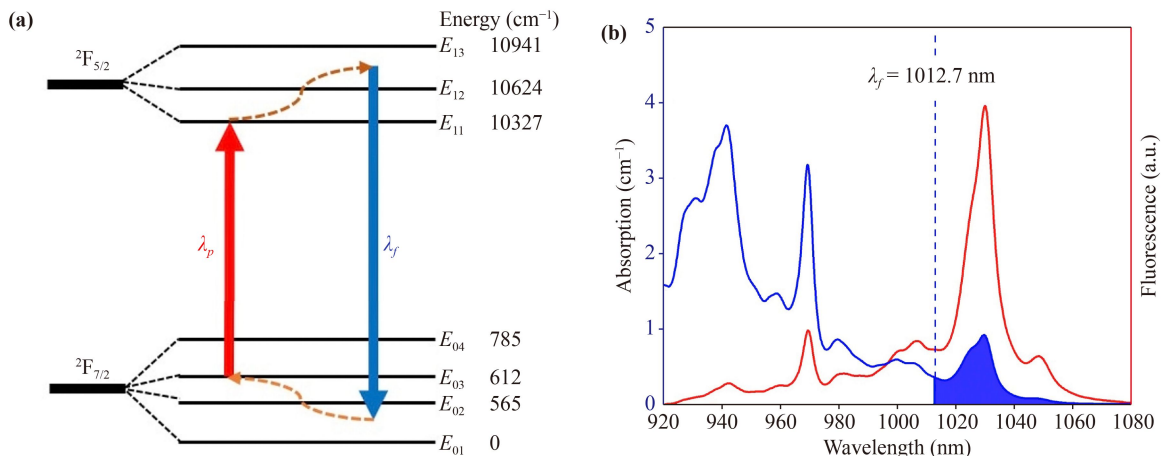 (a)
Energy (cm⁻¹)
²F₅/₂
E₁₃ 10941
E₁₂ 10624
E₁₁ 10327
λₚ
λf
²F₇/₂
E₀₄ 785
E₀₃ 612
E₀₂ 565
E₀₁ 0
(b)
λf = 1012.7 nm
Absorption (cm⁻¹)
5
4
3
2
1
0
920 940 960 980 1000 1020 1040 1060 1080
Wavelength (nm)
Fluorescence (a.u.)